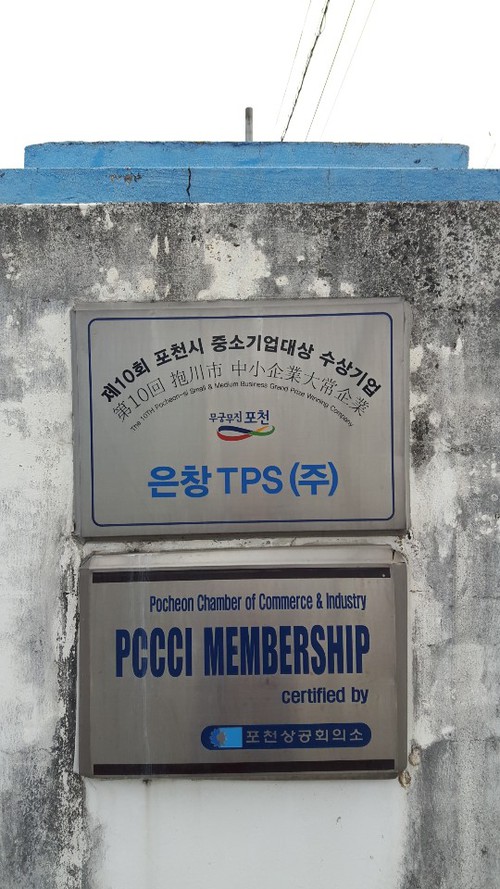 제10회 포천시 중소기업대상 수상기업
第10回 抱川市 中小企業大常企業
The 10TH Pocheon-si Small & Medium Business Grand Prize Winning Company
무궁무진 포천
은창 TPS (주)
Pocheon Chamber of Commerce & Industry
PCCCI MEMBERSHIP
certified by
포천상공회의소